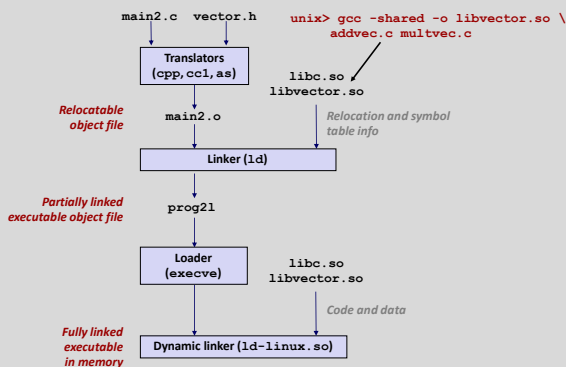 main2.c vector.h
unix> gcc -shared -o libvector.so \
addvec.c multvec.c
Translators
(cpp, cc1, as)
libc.so
libvector.so
Relocatable
object file
main2.o
Relocation and symbol
table info
Linker (ld)
Partially linked
executable object file
prog2l
Loader
(execve)
libc.so
libvector.so
Code and data
Fully linked
executable
in memory
Dynamic linker (ld-linux.so)